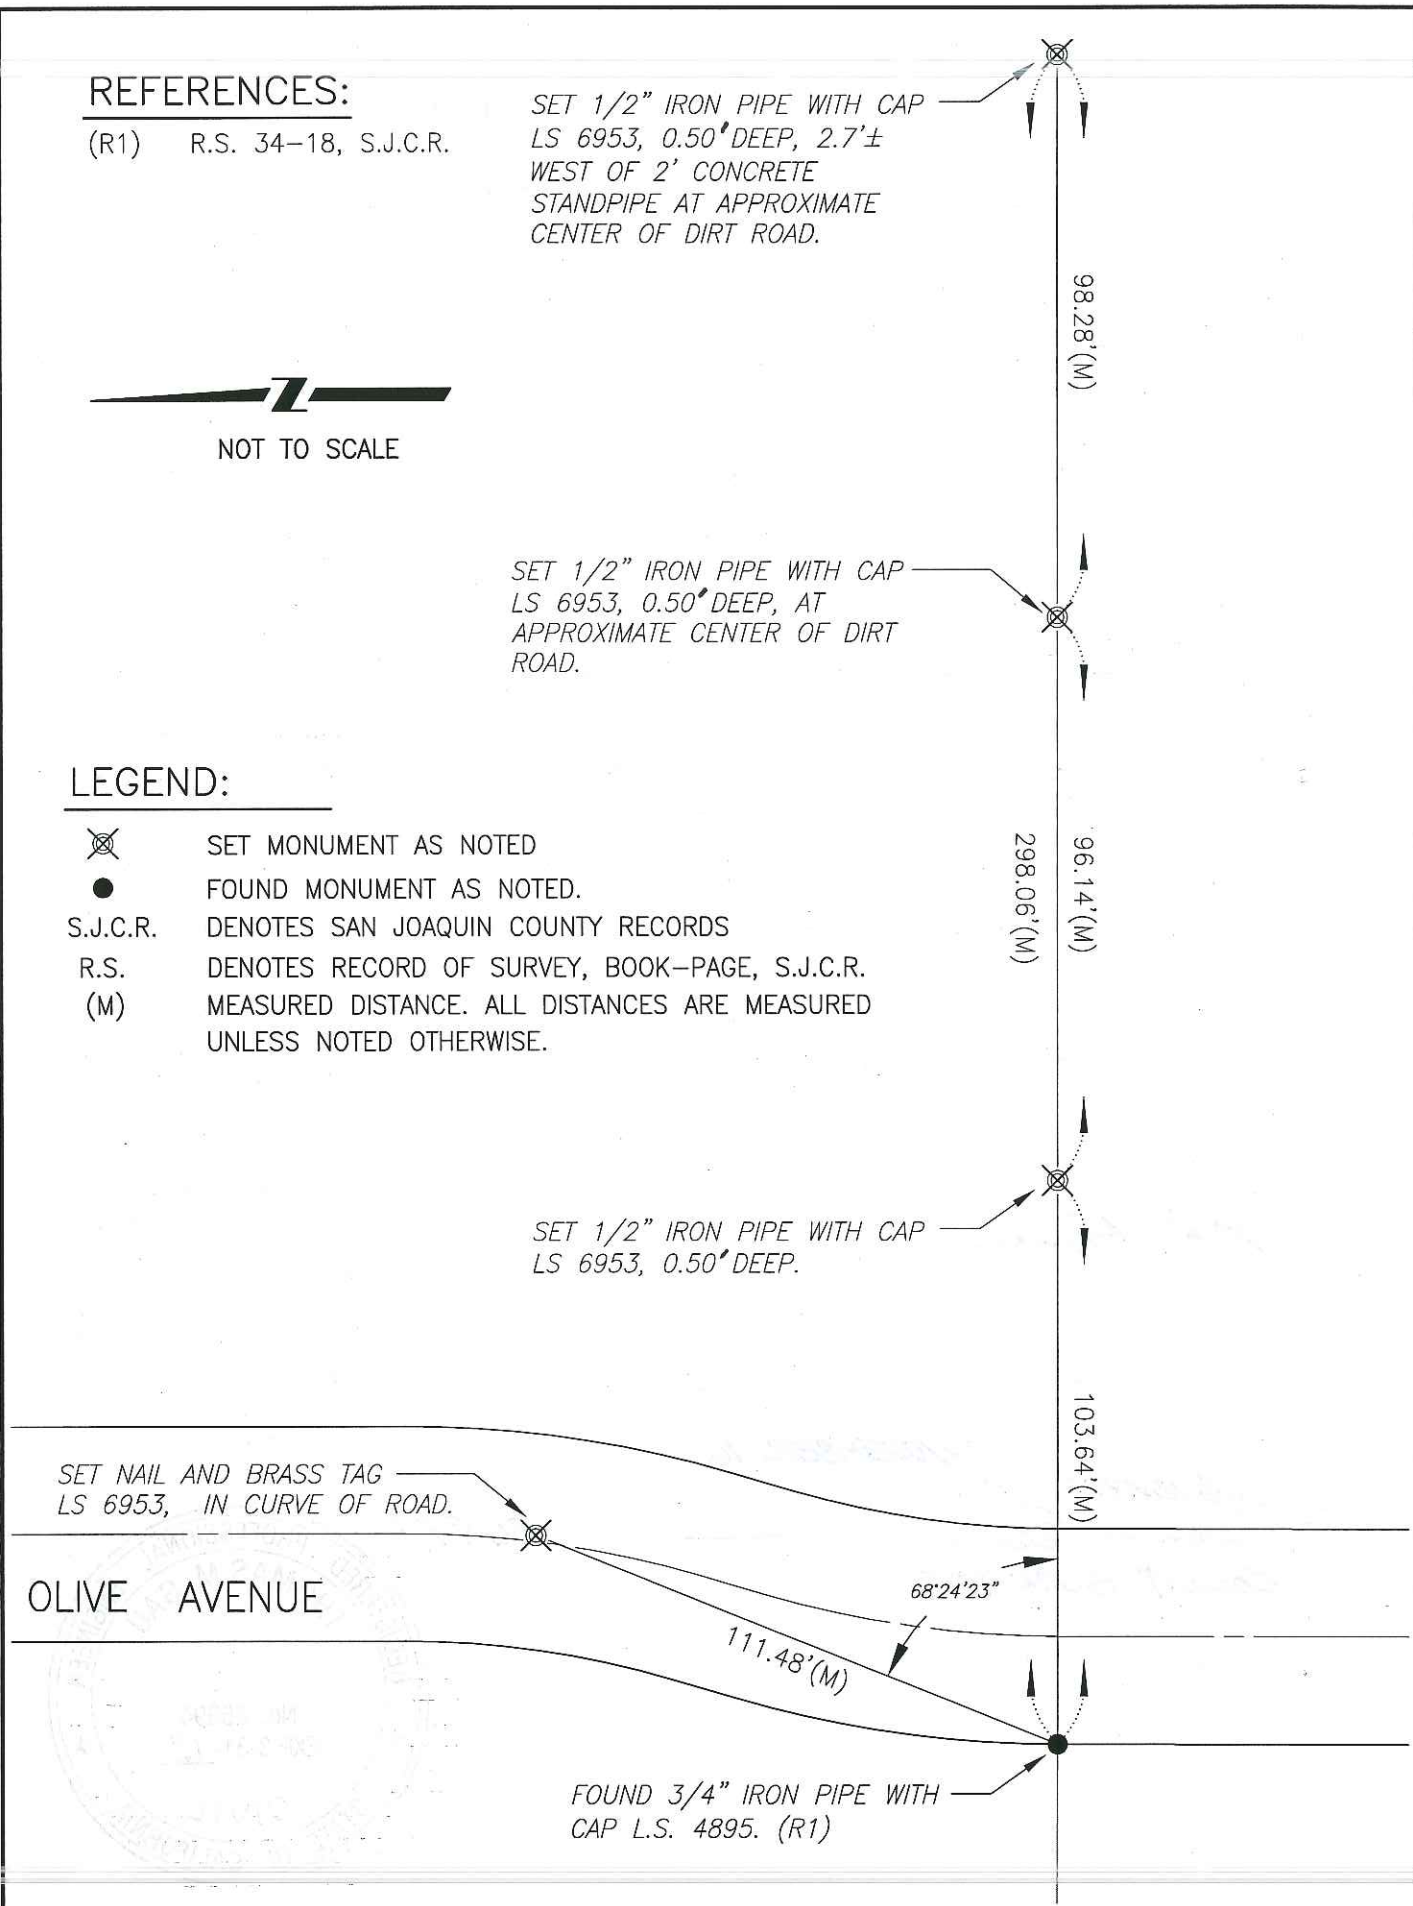 REFERENCES:
(R1) R.S. 34-18, S.J.C.R.
SET 1/2" IRON PIPE WITH CAP
LS 6953, 0.50' DEEP, 2.7'±
WEST OF 2' CONCRETE
STANDPIPE AT APPROXIMATE
CENTER OF DIRT ROAD.
98.28'(M)
Z
NOT TO SCALE
SET 1/2" IRON PIPE WITH CAP
LS 6953, 0.50' DEEP, AT
APPROXIMATE CENTER OF DIRT
ROAD.
LEGEND:
SET MONUMENT AS NOTED
FOUND MONUMENT AS NOTED.
S.J.C.R. DENOTES SAN JOAQUIN COUNTY RECORDS
R.S. DENOTES RECORD OF SURVEY, BOOK-PAGE, S.J.C.R.
(M) MEASURED DISTANCE. ALL DISTANCES ARE MEASURED
UNLESS NOTED OTHERWISE.
298.06'(M)
96.14'(M)
SET 1/2" IRON PIPE WITH CAP
LS 6953, 0.50' DEEP.
103.64'(M)
SET NAIL AND BRASS TAG
LS 6953, IN CURVE OF ROAD.
OLIVE AVENUE
68°24'23"
111.48'(M)
FOUND 3/4" IRON PIPE WITH
CAP L.S. 4895. (R1)